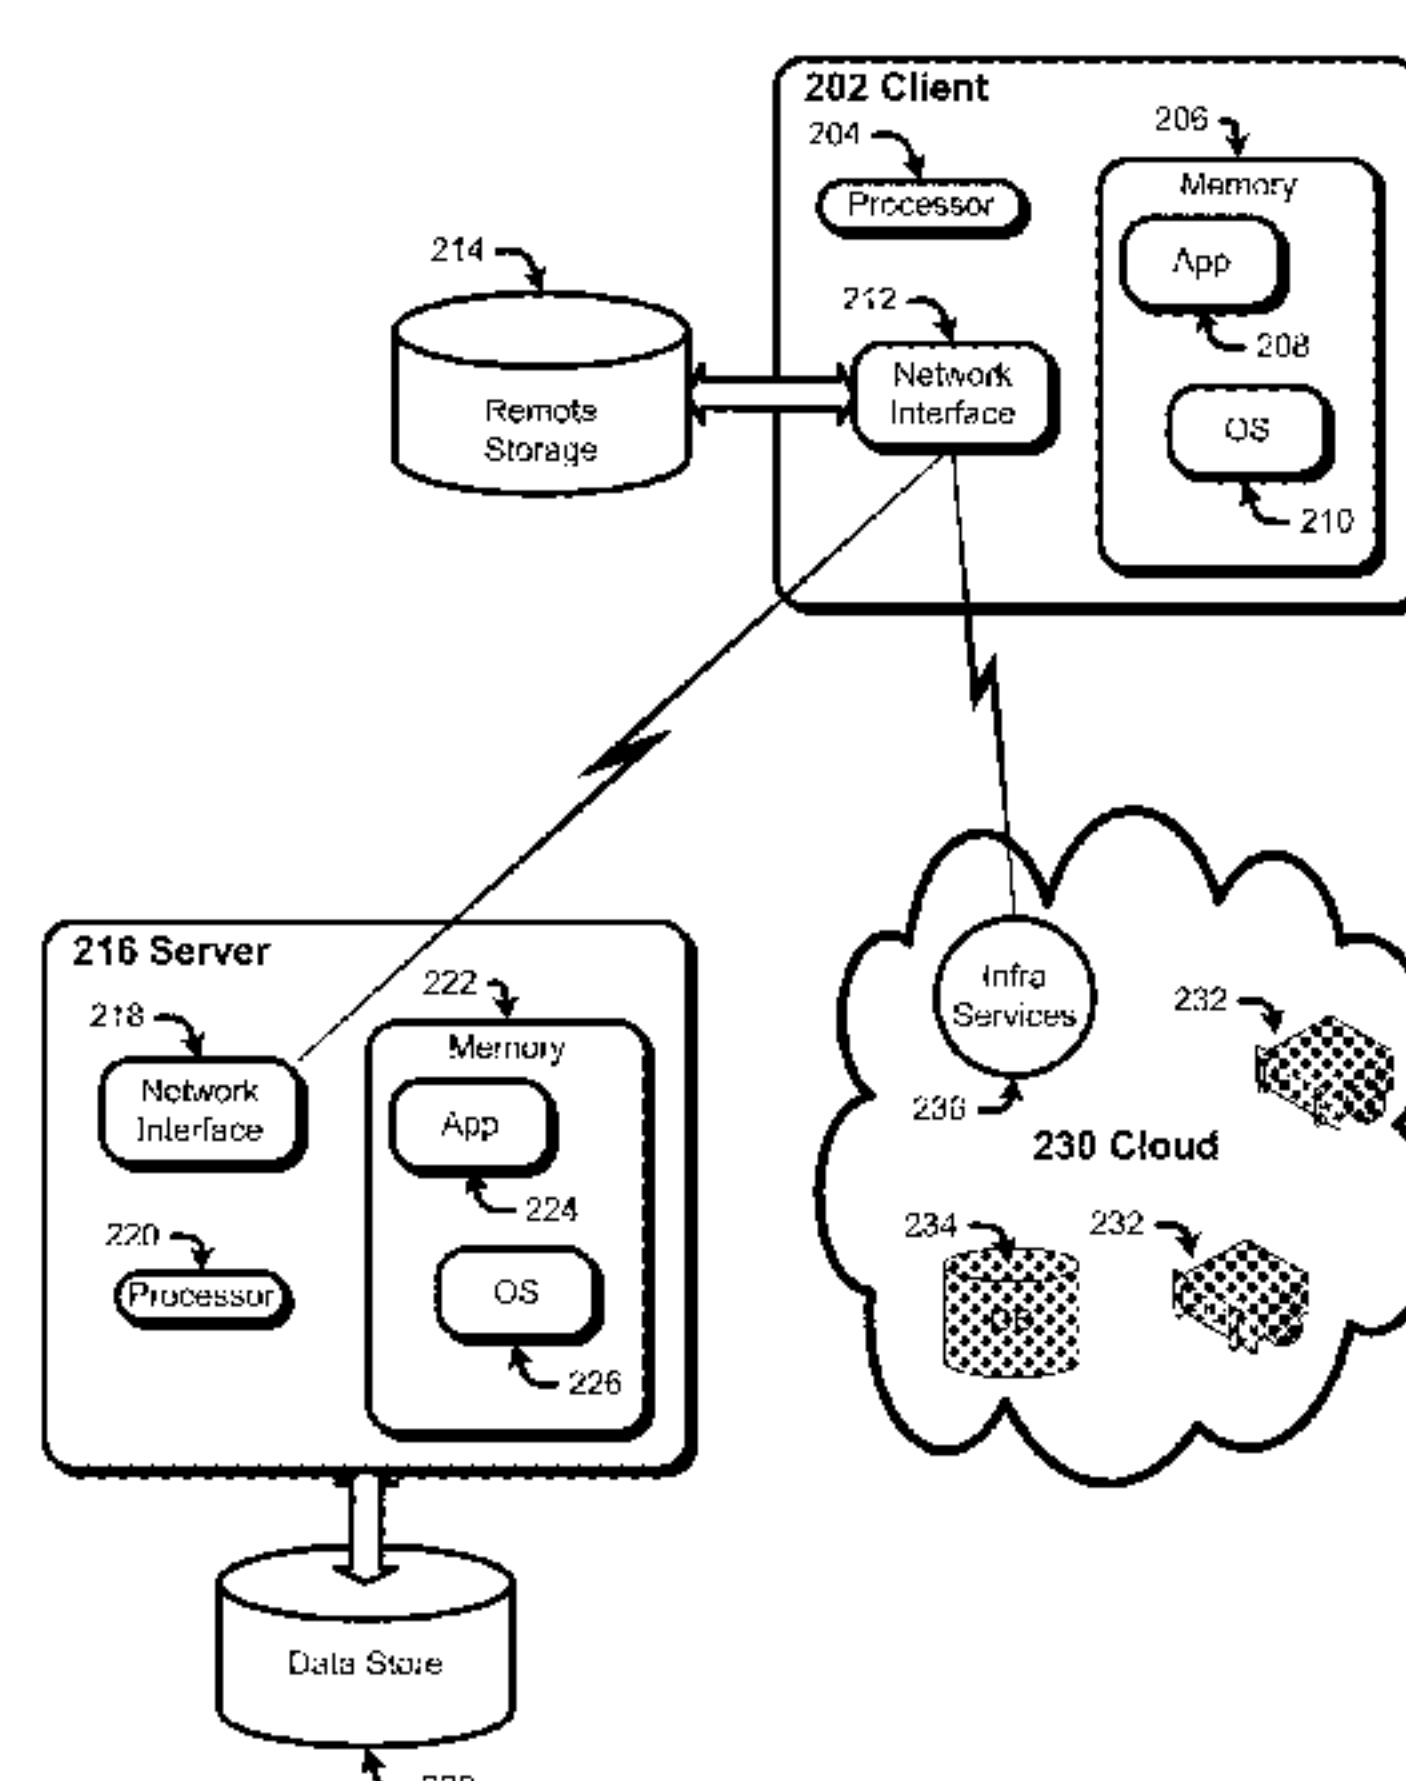 202 Client
204
206
Processor
Memory
App
208
212
Network
Interface
OS
210
214
Remote
Storage
216 Server
218
Network
Interface
220
Processor
222
Memory
App
224
OS
226
Data Store
Infra
Services
236
230 Cloud
232
234
232